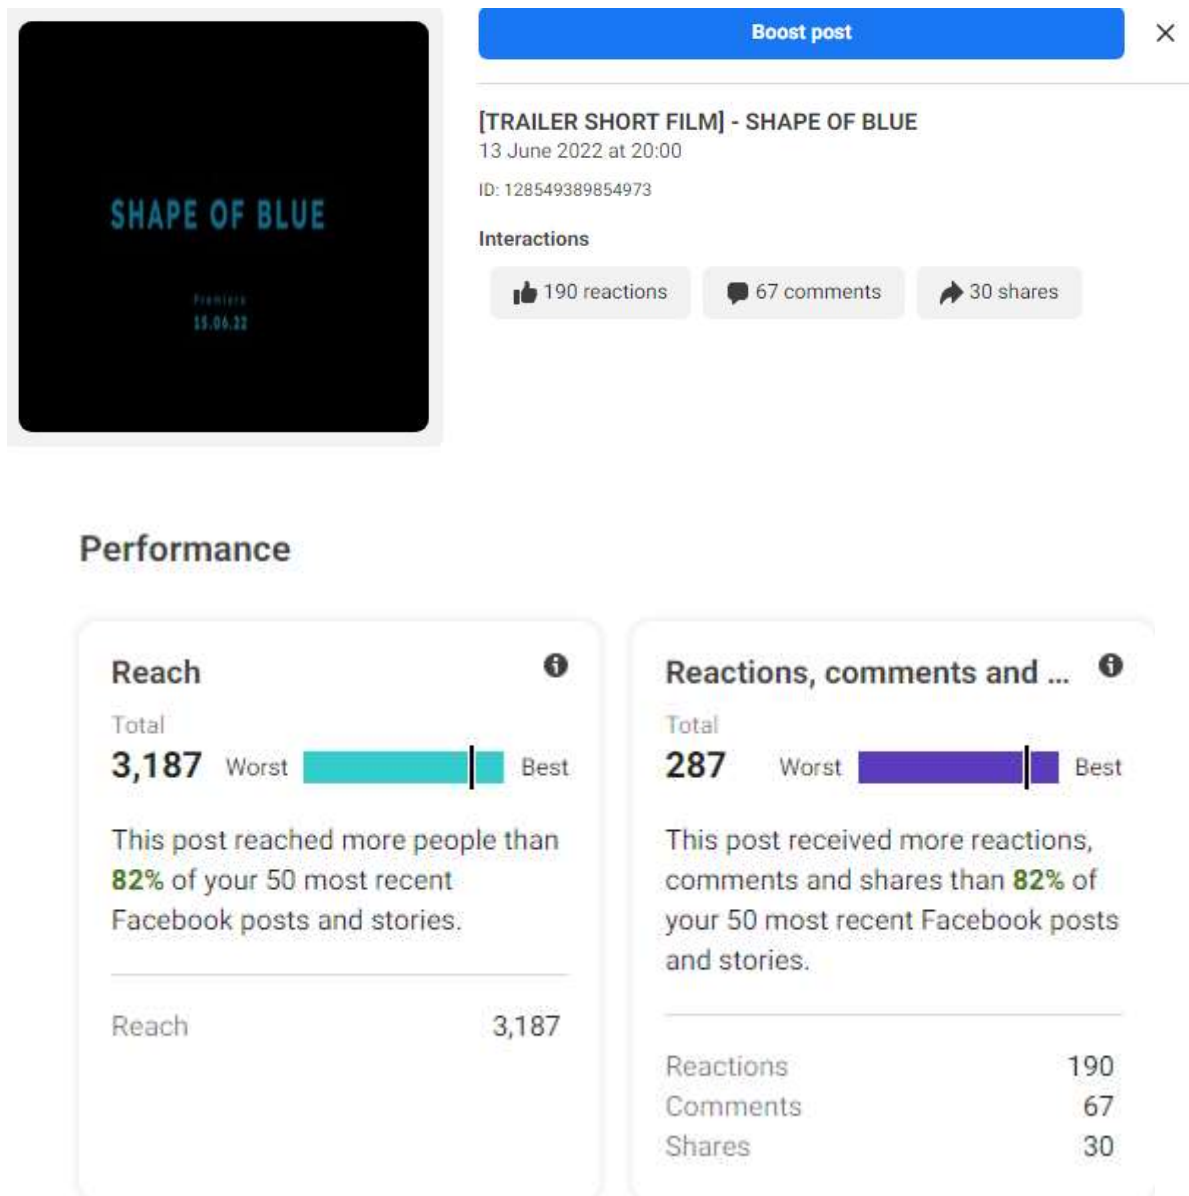 SHAPE OF BLUE
Premiere
15.06.22
Boost post
[TRAILER SHORT FILM] - SHAPE OF BLUE
13 June 2022 at 20:00
ID: 128549389854973
Interactions
190 reactions
67 comments
30 shares
Performance
Reach
Total
3,187
Worst
Best
This post reached more people than
82% of your 50 most recent
Facebook posts and stories.
Reach
3,187
Reactions, comments and ...
Total
287
Worst
Best
This post received more reactions,
comments and shares than 82% of
your 50 most recent Facebook posts
and stories.
Reactions
190
Comments
67
Shares
30